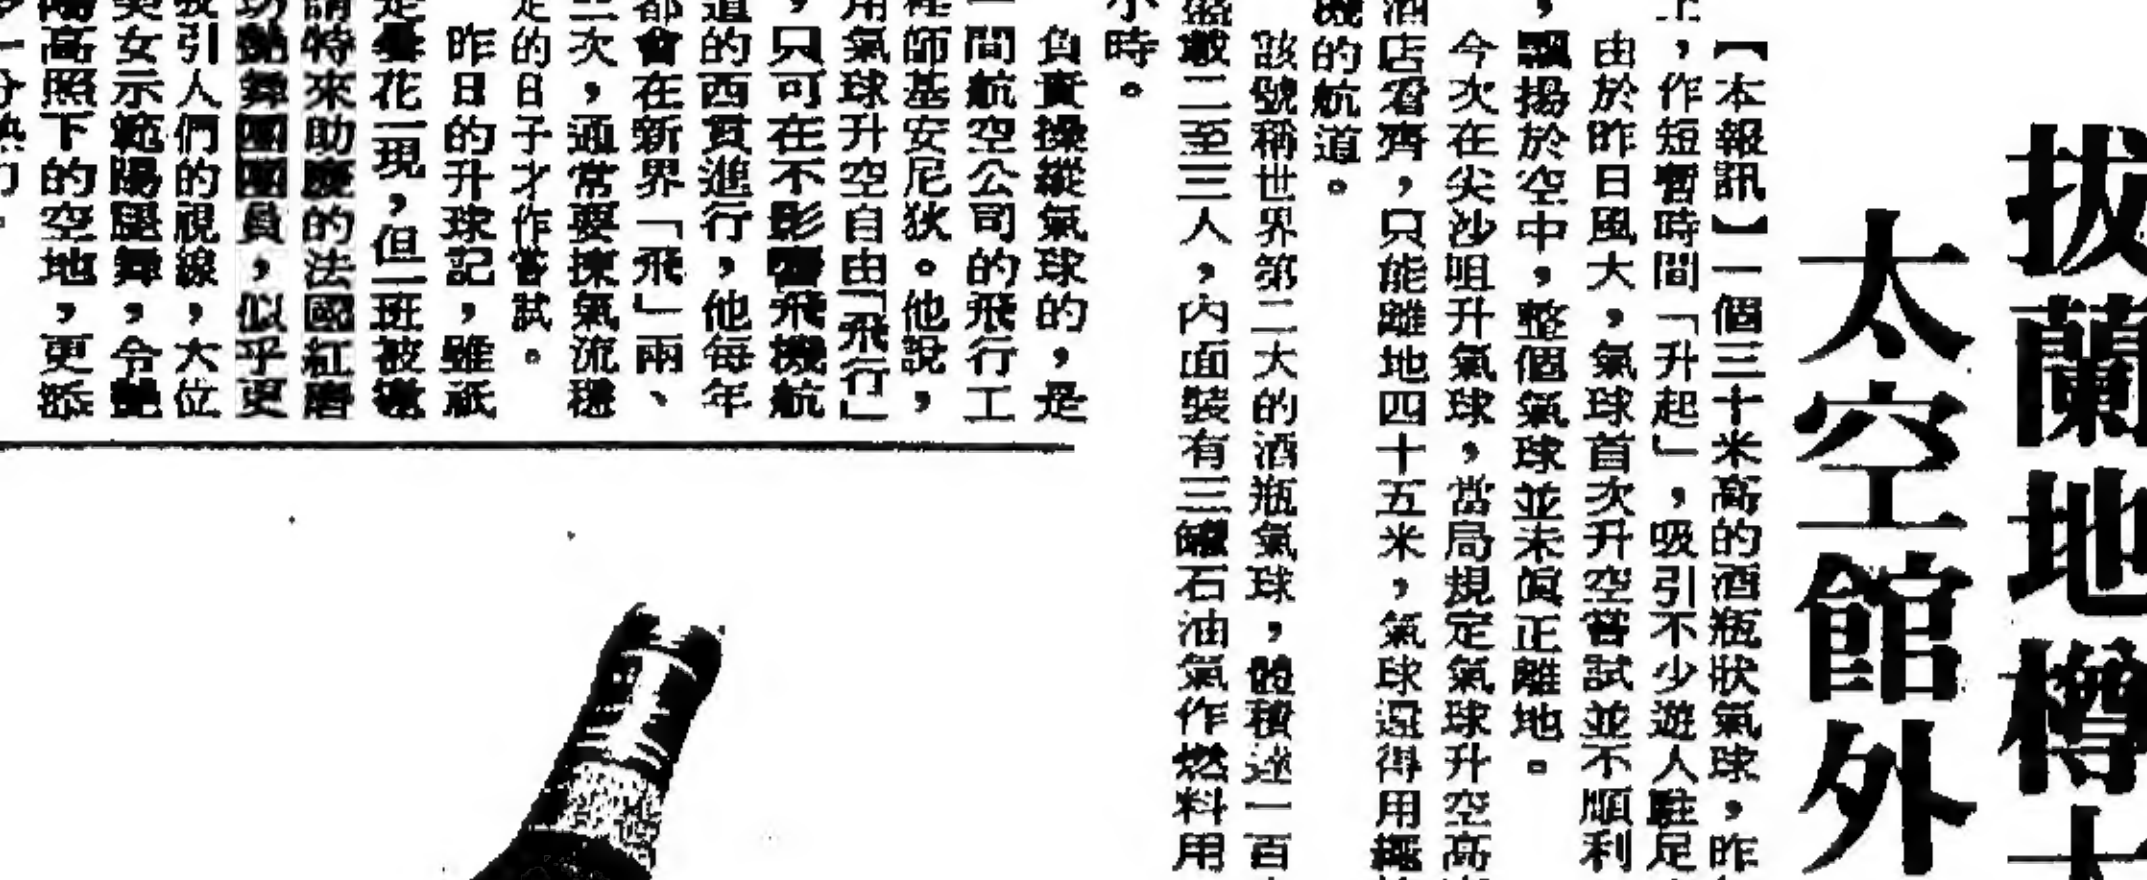 拔蘭地樽
太空館外
【本報訊】一個三十米高的酒瓶狀氣球，昨
上，作短暫時間「升起」，吸引不少遊人駐足
由於昨日風大，氣球首次升空嘗試並不順利
，飄揚於空中，整個氣球並未眞正離地。
今次在尖沙咀升氣球，當局規定氣球升空高
酒店看齊，只能離地四十五米，氣球還得用繩
機的航道。
該號稱世界第二大的酒瓶氣球，體積達一百
盛載二至三人，內面裝有三罐石油氣作燃料用
小時。
負責操縱氣球的，是
一間航空公司的飛行工
程師基安尼狄。他說，
用氣球升空自由「飛行」
，只可在不影響飛機航
道的西貢進行，他每年
都會在新界「飛」兩、
三次，通常要揀氣流穩
定的日子才作嘗試。
昨日的升球記，雖祇
是曇花一現，但一班被邀
請特來助慶的法國紅磨
坊艷舞團團員，似乎更
吸引人們的視線，大位
美女示範陽腿舞，令艷
陽高照下的空地，更添
多一分熱力。